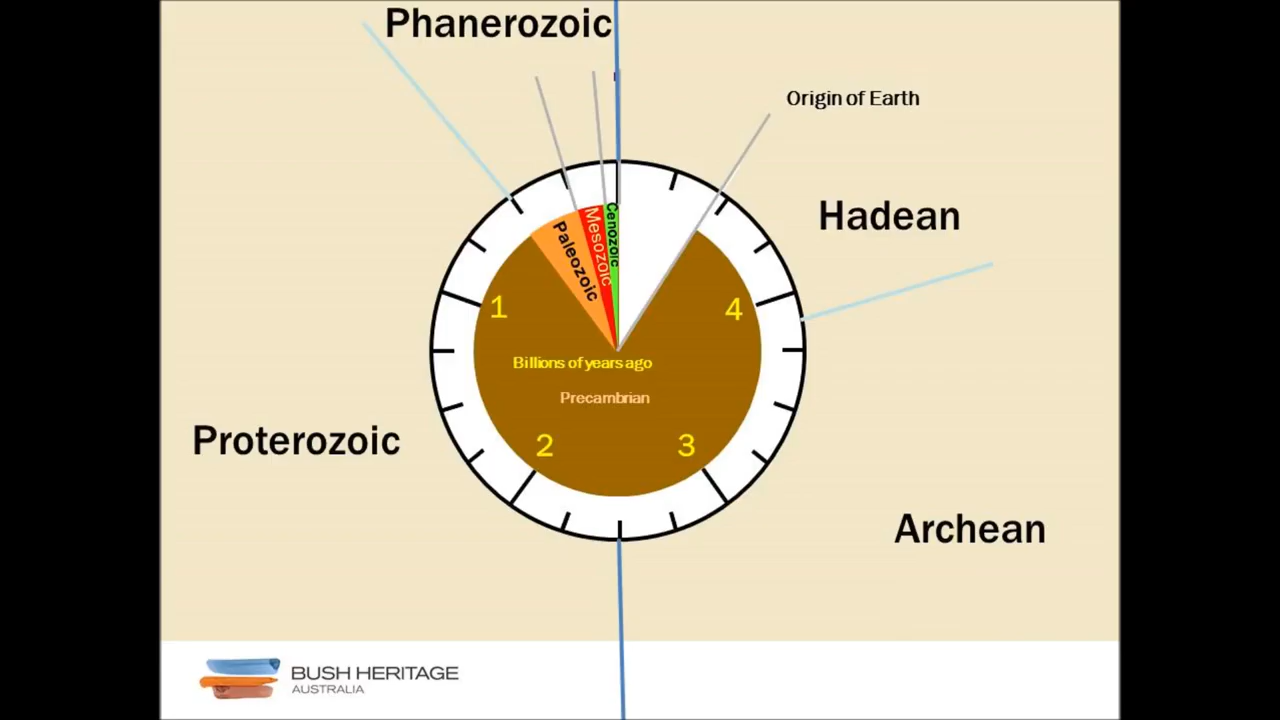 Phanerozoic
Origin of Earth
Hadean
Cenozoic
Mesozoic
Paleozoic
1
4
Billions of years ago
Precambrian
Proterozoic
2
3
Archean
BUSH HERITAGE
AUSTRALIA